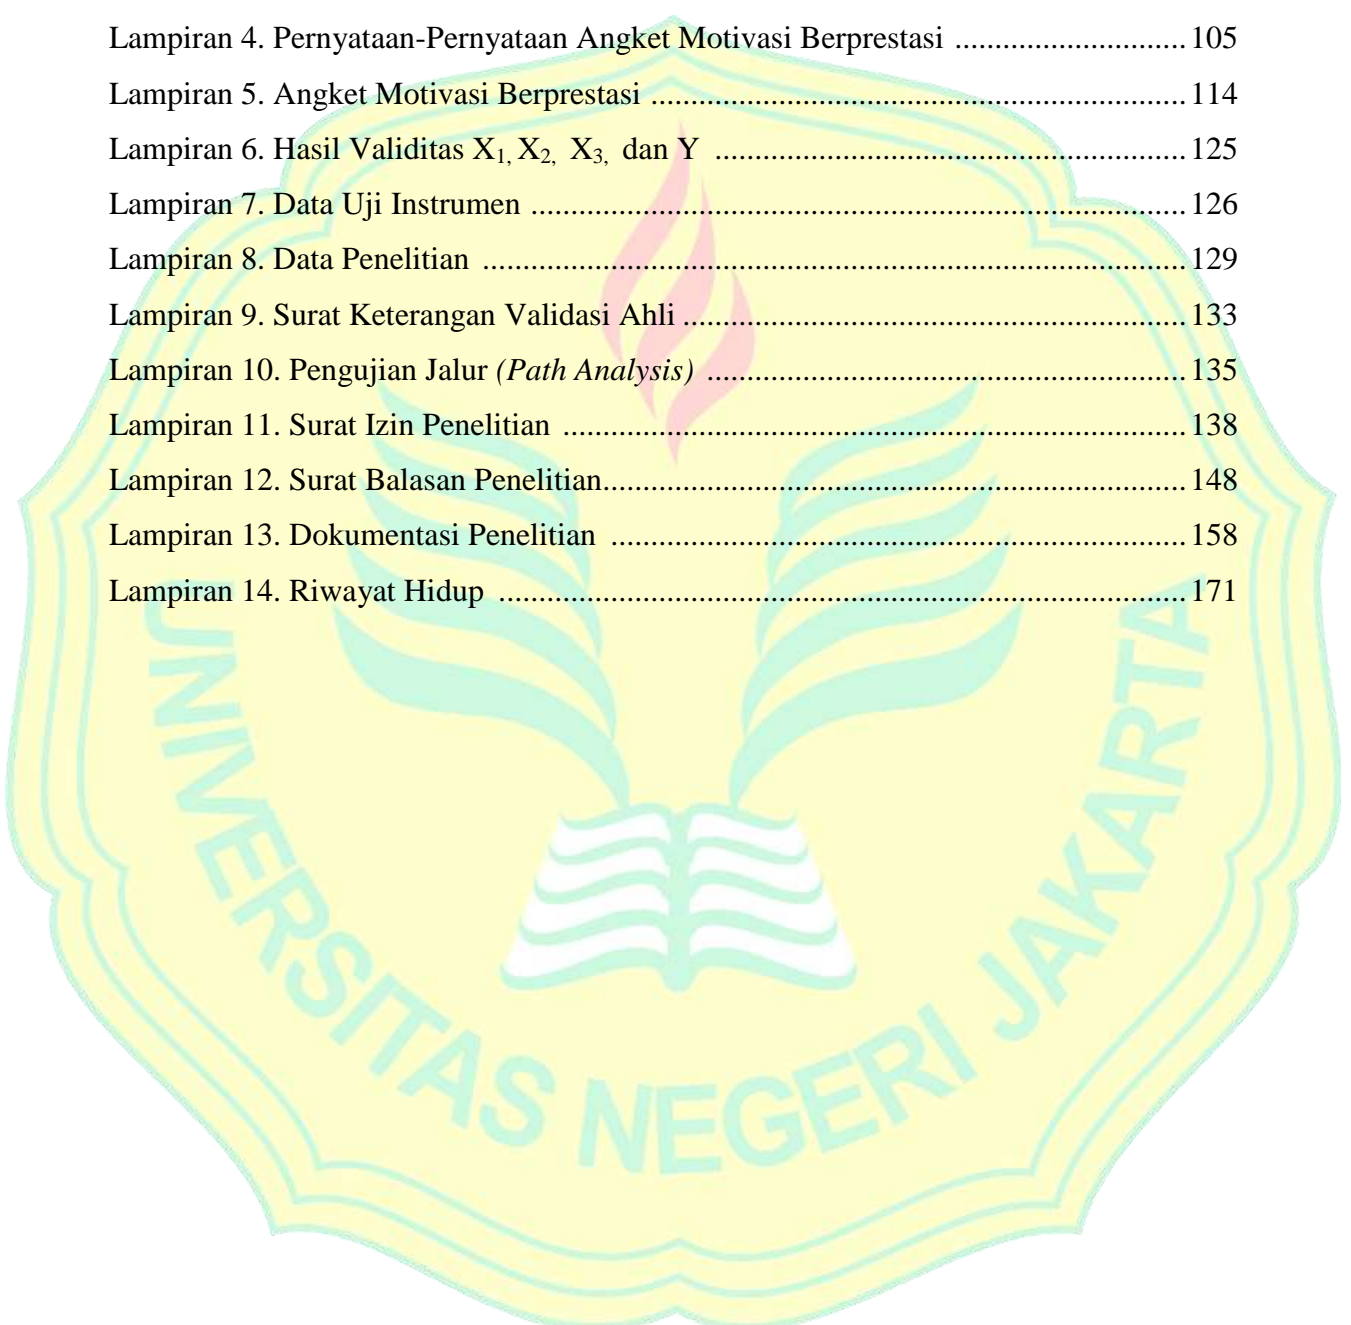 Lampiran 4. Pernyataan-Pernyataan Angket Motivasi Berprestasi ............................. 105
Lampiran 5. Angket Motivasi Berprestasi ................................................................... 114
Lampiran 6. Hasil Validitas X1, X2, X3, dan Y ........................................................... 125
Lampiran 7. Data Uji Instrumen .................................................................................. 126
Lampiran 8. Data Penelitian ........................................................................................ 129
Lampiran 9. Surat Keterangan Validasi Ahli ............................................................... 133
Lampiran 10. Pengujian Jalur (Path Analysis) ............................................................ 135
Lampiran 11. Surat Izin Penelitian .............................................................................. 138
Lampiran 12. Surat Balasan Penelitian......................................................................... 148
Lampiran 13. Dokumentasi Penelitian ........................................................................ 158
Lampiran 14. Riwayat Hidup ...................................................................................... 171
UNIVERSITAS NEGERI JAKARTA